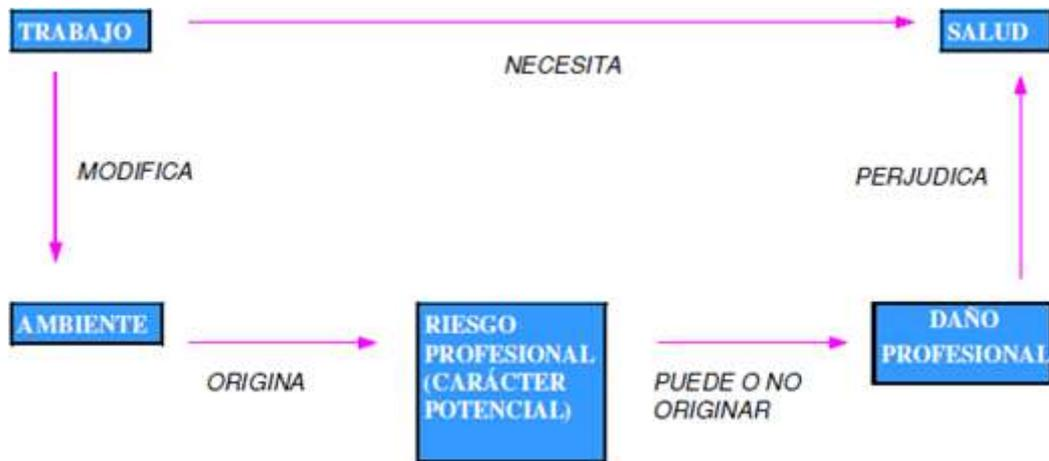 TRABAJO
SALUD
NECESITA
MODIFICA
PERJUDICA
AMBIENTE
ORIGINA
RIESGO
PROFESIONAL
(CARÁCTER
POTENCIAL)
PUEDE O NO
ORIGINAR
DAÑO
PROFESIONAL